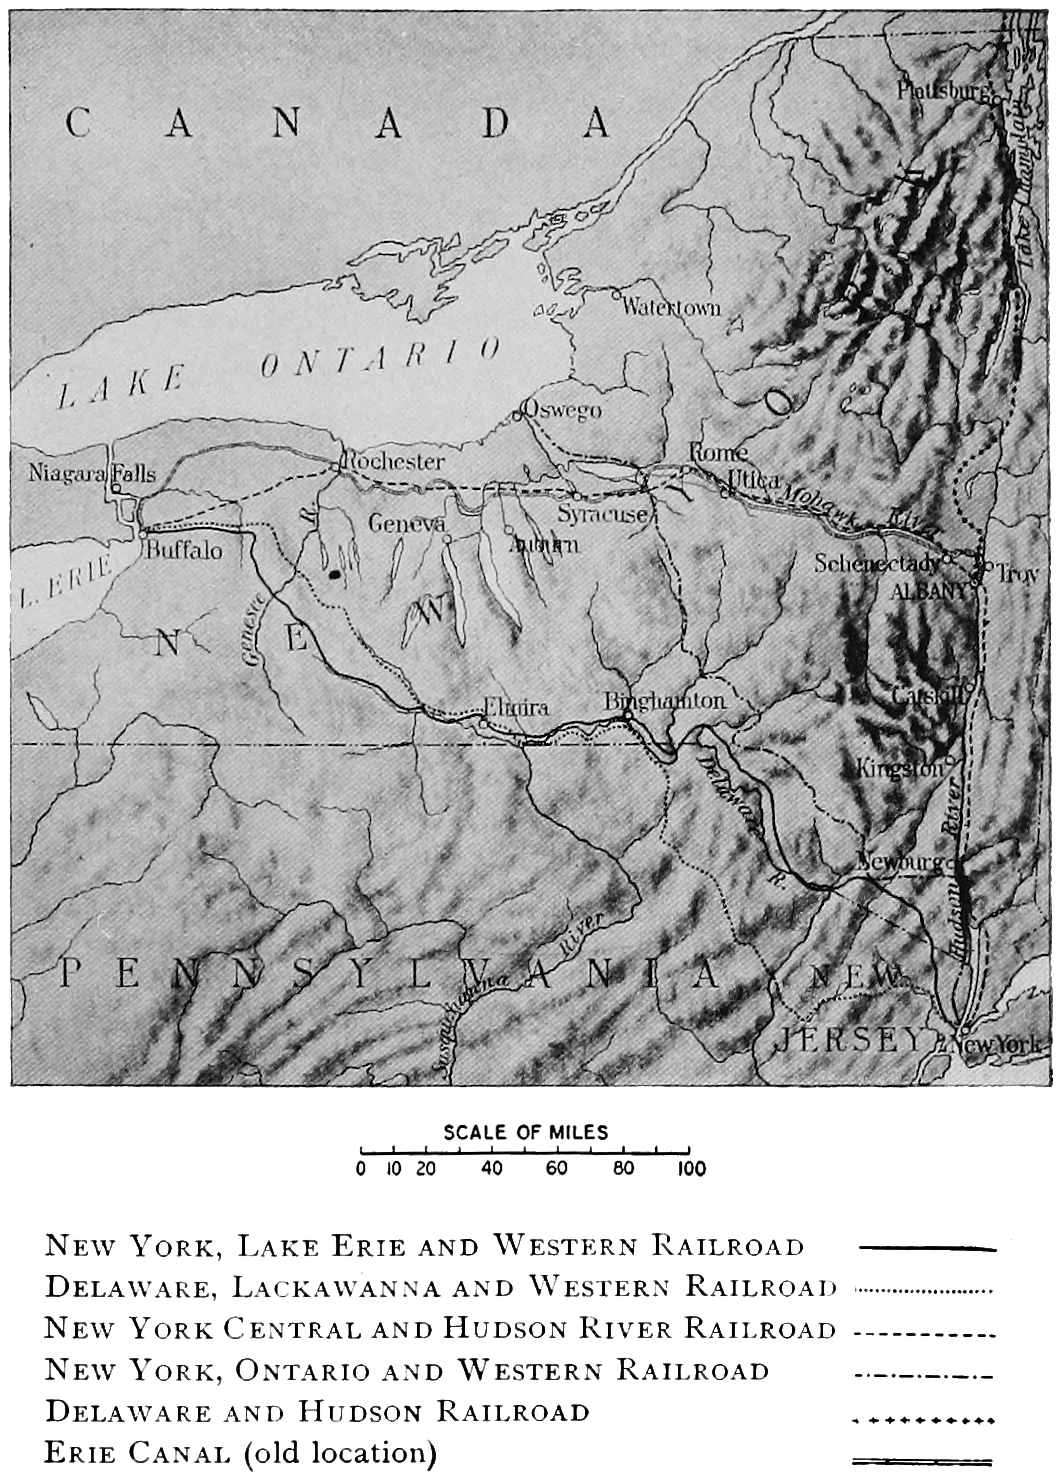 CANADA
Plattsburg
Lake Champlain
Watertown
LAKE ONTARIO
Oswego
Rome
Niagara Falls
Rochester
Utica
Mohawk River
Geneva
Syracuse
Auburn
Buffalo
Schenectady
Troy
ALBANY
L. ERIE
R.
Genesee
NEW YORK
Elmira
Binghamton
Catskill
Kingston
Delaware R.
Hudson River
Newburg
Susquehanna River
PENNSYLVANIA
NEW
JERSEY
New York
SCALE OF MILES
0 10 20 40 60 80 100
NEW YORK, LAKE ERIE AND WESTERN RAILROAD
DELAWARE, LACKAWANNA AND WESTERN RAILROAD
NEW YORK CENTRAL AND HUDSON RIVER RAILROAD
NEW YORK, ONTARIO AND WESTERN RAILROAD
DELAWARE AND HUDSON RAILROAD
ERIE CANAL (old location)